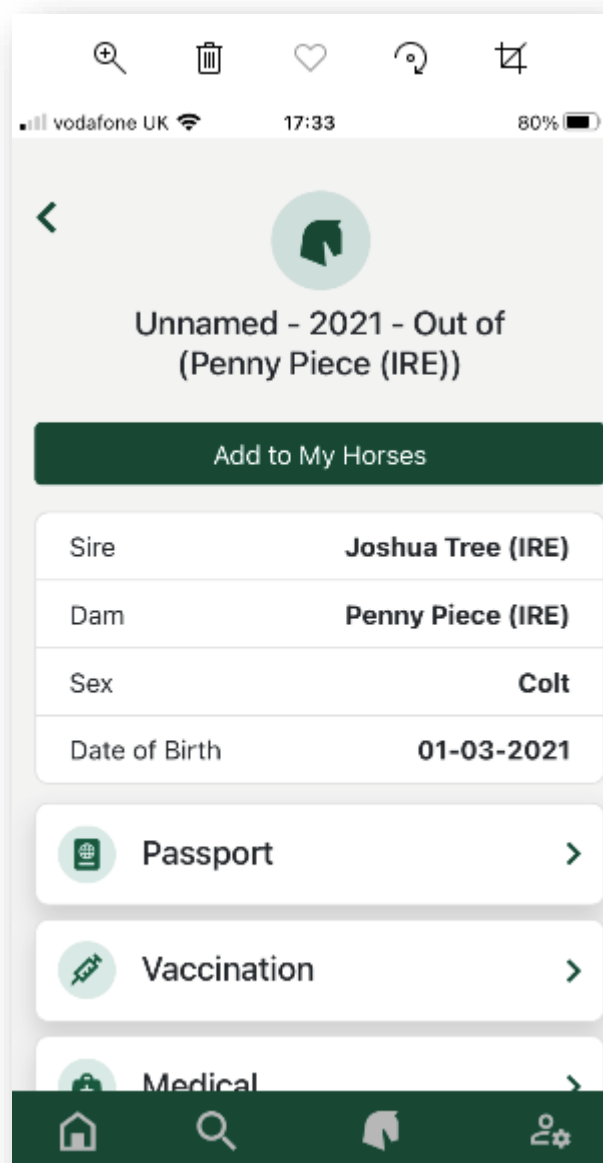 vodafone UK 17:33 80%
Unnamed - 2021 - Out of
(Penny Piece (IRE))
Add to My Horses
Sire Joshua Tree (IRE)
Dam Penny Piece (IRE)
Sex Colt
Date of Birth 01-03-2021
Passport
Vaccination
Medical